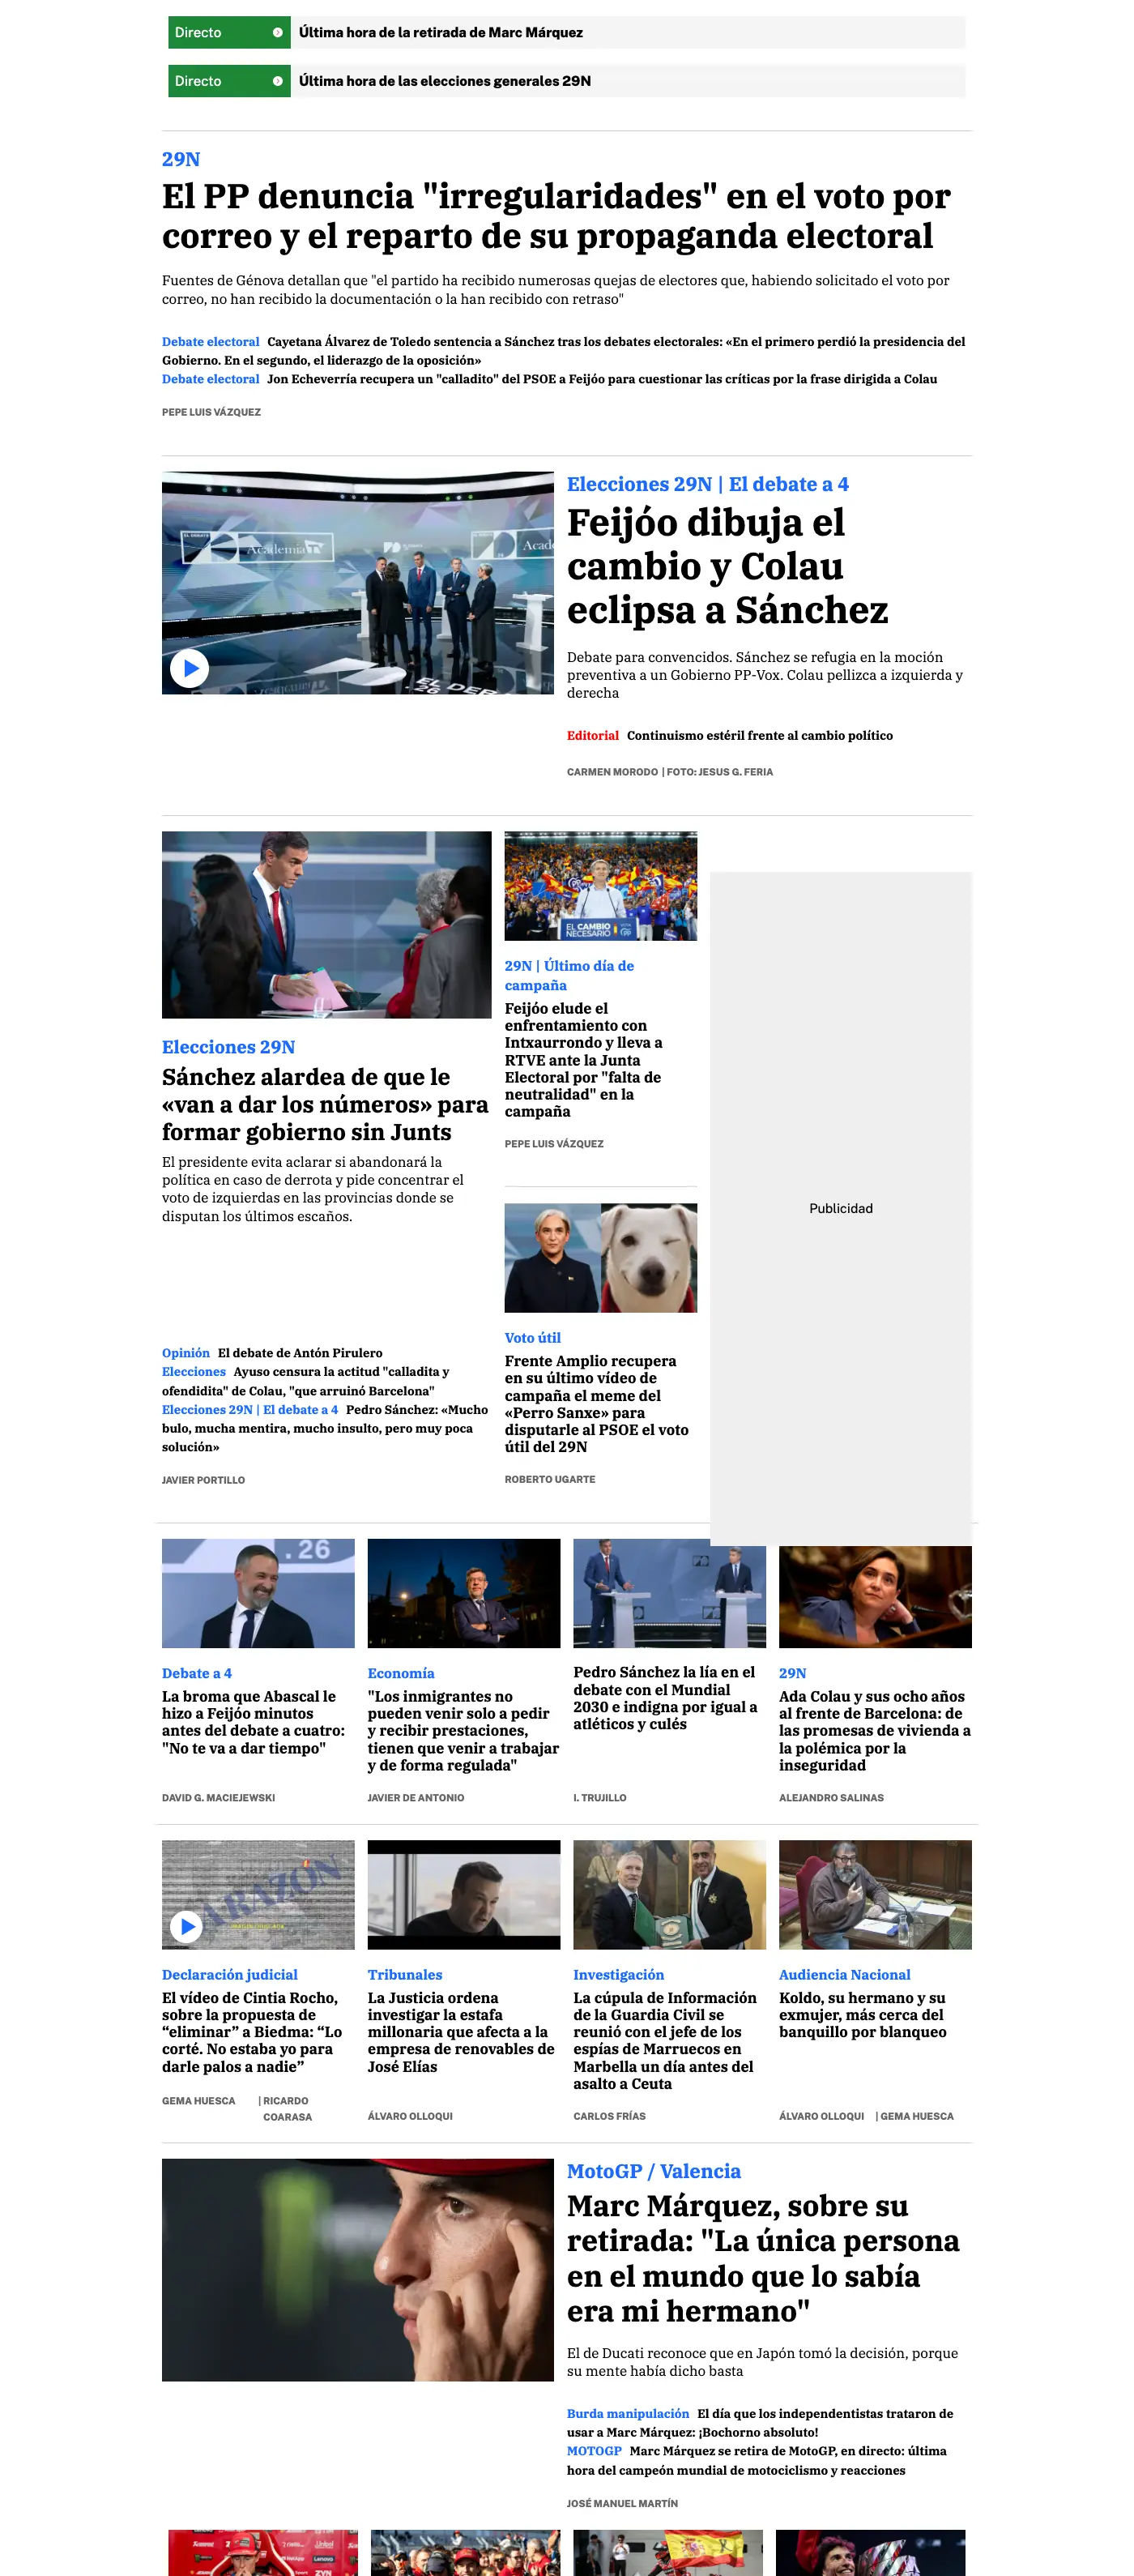 Directo
Última hora de la retirada de Marc Márquez
Directo
Última hora de las elecciones generales 29N
29N
El PP denuncia "irregularidades" en el voto por
correo y el reparto de su propaganda electoral
Fuentes de Génova detallan que "el partido ha recibido numerosas quejas de electores que, habiendo solicitado el voto por
correo, no han recibido la documentación o la han recibido con retraso"
Debate electoral Cayetana Álvarez de Toledo sentencia a Sánchez tras los debates electorales: «En el primero perdió la presidencia del
Gobierno. En el segundo, el liderazgo de la oposición»
Debate electoral Jon Echeverría recupera un "calladito" del PSOE a Feijóo para cuestionar las críticas por la frase dirigida a Colau
PEPE LUIS VÁZQUEZ
Academia TV
Elecciones 29N | El debate a 4
Feijóo dibuja el
cambio y Colau
eclipsa a Sánchez
Debate para convencidos. Sánchez se refugia en la moción
preventiva a un Gobierno PP-Vox. Colau pellizca a izquierda y
derecha
Editorial Continuismo estéril frente al cambio político
CARMEN MORODO | FOTO: JESUS G. FERIA
Elecciones 29N
Sánchez alardea de que le
«van a dar los números» para
formar gobierno sin Junts
El presidente evita aclarar si abandonará la
política en caso de derrota y pide concentrar el
voto de izquierdas en las provincias donde se
disputan los últimos escaños.
Opinión El debate de Antón Pirulero
Elecciones Ayuso censura la actitud "calladita y
ofendidita" de Colau, "que arruinó Barcelona"
Elecciones 29N | El debate a 4 Pedro Sánchez: «Mucho
bulo, mucha mentira, mucho insulto, pero muy poca
solución»
JAVIER PORTILLO
EL CAMBIO
NECESARIO
29N | Último día de
campaña
Feijóo elude el
enfrentamiento con
Intxaurrondo y lleva a
RTVE ante la Junta
Electoral por "falta de
neutralidad" en la
campaña
PEPE LUIS VÁZQUEZ
Voto útil
Frente Amplio recupera
en su último vídeo de
campaña el meme del
«Perro Sanxe» para
disputarle al PSOE el voto
útil del 29N
ROBERTO UGARTE
Publicidad
.26
Debate a 4
La broma que Abascal le
hizo a Feijóo minutos
antes del debate a cuatro:
"No te va a dar tiempo"
DAVID G. MACIEJEWSKI
Economía
"Los inmigrantes no
pueden venir solo a pedir
y recibir prestaciones,
tienen que venir a trabajar
y de forma regulada"
JAVIER DE ANTONIO
Pedro Sánchez la lía en el
debate con el Mundial
2030 e indigna por igual a
atléticos y culés
I. TRUJILLO
29N
Ada Colau y sus ocho años
al frente de Barcelona: de
las promesas de vivienda a
la polémica por la
inseguridad
ALEJANDRO SALINAS
Declaración judicial
El vídeo de Cintia Rocho,
sobre la propuesta de
“eliminar” a Biedma: “Lo
corté. No estaba yo para
darle palos a nadie”
GEMA HUESCA | RICARDO
COARASA
Tribunales
La Justicia ordena
investigar la estafa
millonaria que afecta a la
empresa de renovables de
José Elías
ÁLVARO OLLOQUI
Investigación
La cúpula de Información
de la Guardia Civil se
reunió con el jefe de los
espías de Marruecos en
Marbella un día antes del
asalto a Ceuta
CARLOS FRÍAS
Audiencia Nacional
Koldo, su hermano y su
exmujer, más cerca del
banquillo por blanqueo
ÁLVARO OLLOQUI | GEMA HUESCA
MotoGP / Valencia
Marc Márquez, sobre su
retirada: "La única persona
en el mundo que lo sabía
era mi hermano"
El de Ducati reconoce que en Japón tomó la decisión, porque
su mente había dicho basta
Burda manipulación El día que los independentistas trataron de
usar a Marc Márquez: ¡Bochorno absoluto!
MOTOGP Marc Márquez se retira de MotoGP, en directo: última
hora del campeón mundial de motociclismo y reacciones
JOSÉ MANUEL MARTÍN